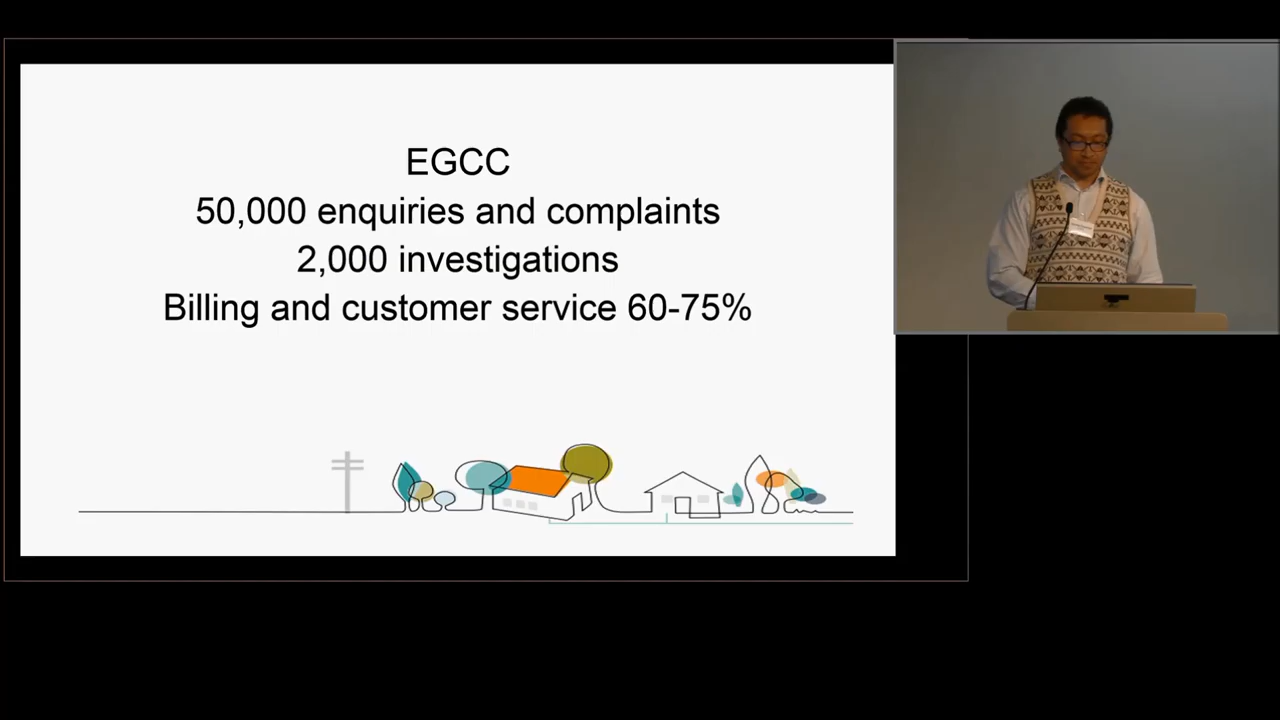 EGCC
50,000 enquiries and complaints
2,000 investigations
Billing and customer service 60-75%